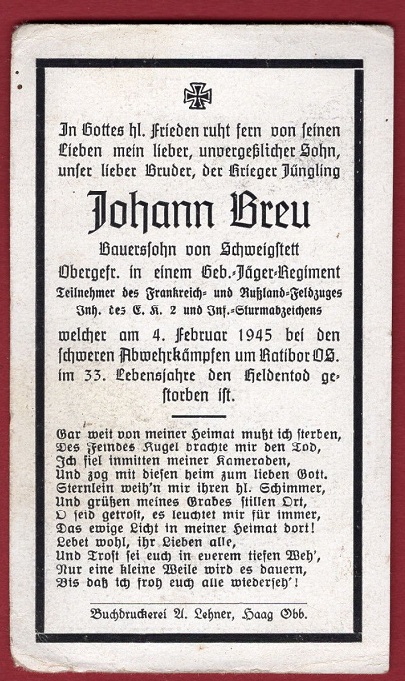 In Gottes hl. Frieden ruht fern von seinen
Lieben mein lieber, unvergeßlicher Sohn,
unser lieber Bruder, der Krieger Jüngling
Johann Breu
Bauerssohn von Schweigstett
Obergefr. in einem Geb.-Jäger-Regiment
Teilnehmer des Frankreich- und Rußland-Feldzuges
Inh. des E. K. 2 und Inf.-Sturmabzeichens
welcher am 4. Februar 1945 bei den
schweren Abwehrkämpfen um Ratibor OS.
im 33. Lebensjahre den Heldentod ge-
storben ist.
Gar weit von meiner Heimat mußt ich sterben,
Des Feindes Kugel brachte mir den Tod,
Ich fiel inmitten meiner Kameraden,
Und zog mit diesen heim zum lieben Gott.
Sternlein weih'n mir ihren hl. Schimmer,
Und grüßen meines Grabes stillen Ort,
O seid getrost, es leuchtet mir für immer,
Das ewige Licht in meiner Heimat dort!
Lebet wohl, ihr Lieben alle,
Und Trost sei euch in euerem tiefen Weh',
Nur eine kleine Weile wird es dauern,
Bis daß ich froh euch alle wiederseh'!
Buchdruckerei A. Lehner, Haag Obb.